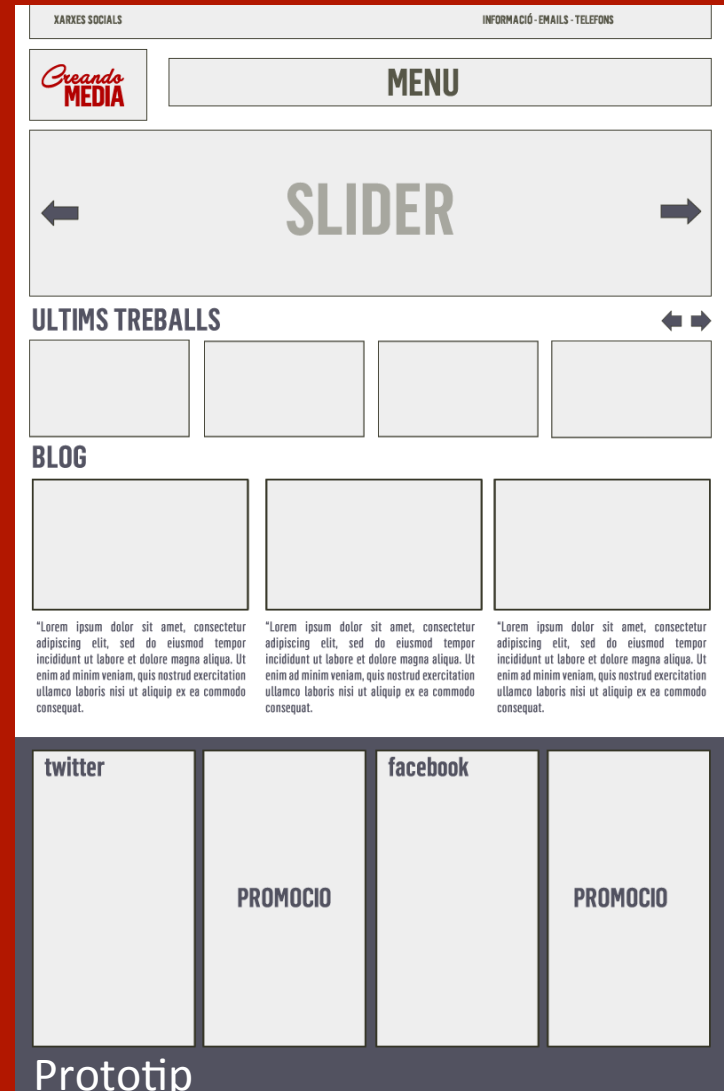 XARXES SOCIALS
INFORMACIÓ - EMAILS - TELEFONS
Creando
MEDIA
MENU
SLIDER
ULTIMS TREBALLS
BLOG
"Lorem ipsum dolor sit amet, consectetur
adipiscing elit, sed do eiusmod tempor
incididunt ut labore et dolore magna aliqua. Ut
enim ad minim veniam, quis nostrud exercitation
ullamco laboris nisi ut aliquip ex ea commodo
consequat.
"Lorem ipsum dolor sit amet, consectetur
adipiscing elit, sed do eiusmod tempor
incididunt ut labore et dolore magna aliqua. Ut
enim ad minim veniam, quis nostrud exercitation
ullamco laboris nisi ut aliquip ex ea commodo
consequat.
"Lorem ipsum dolor sit amet, consectetur
adipiscing elit, sed do eiusmod tempor
incididunt ut labore et dolore magna aliqua. Ut
enim ad minim veniam, quis nostrud exercitation
ullamco laboris nisi ut aliquip ex ea commodo
consequat.
twitter
PROMOCIO
facebook
PROMOCIO
Prototip